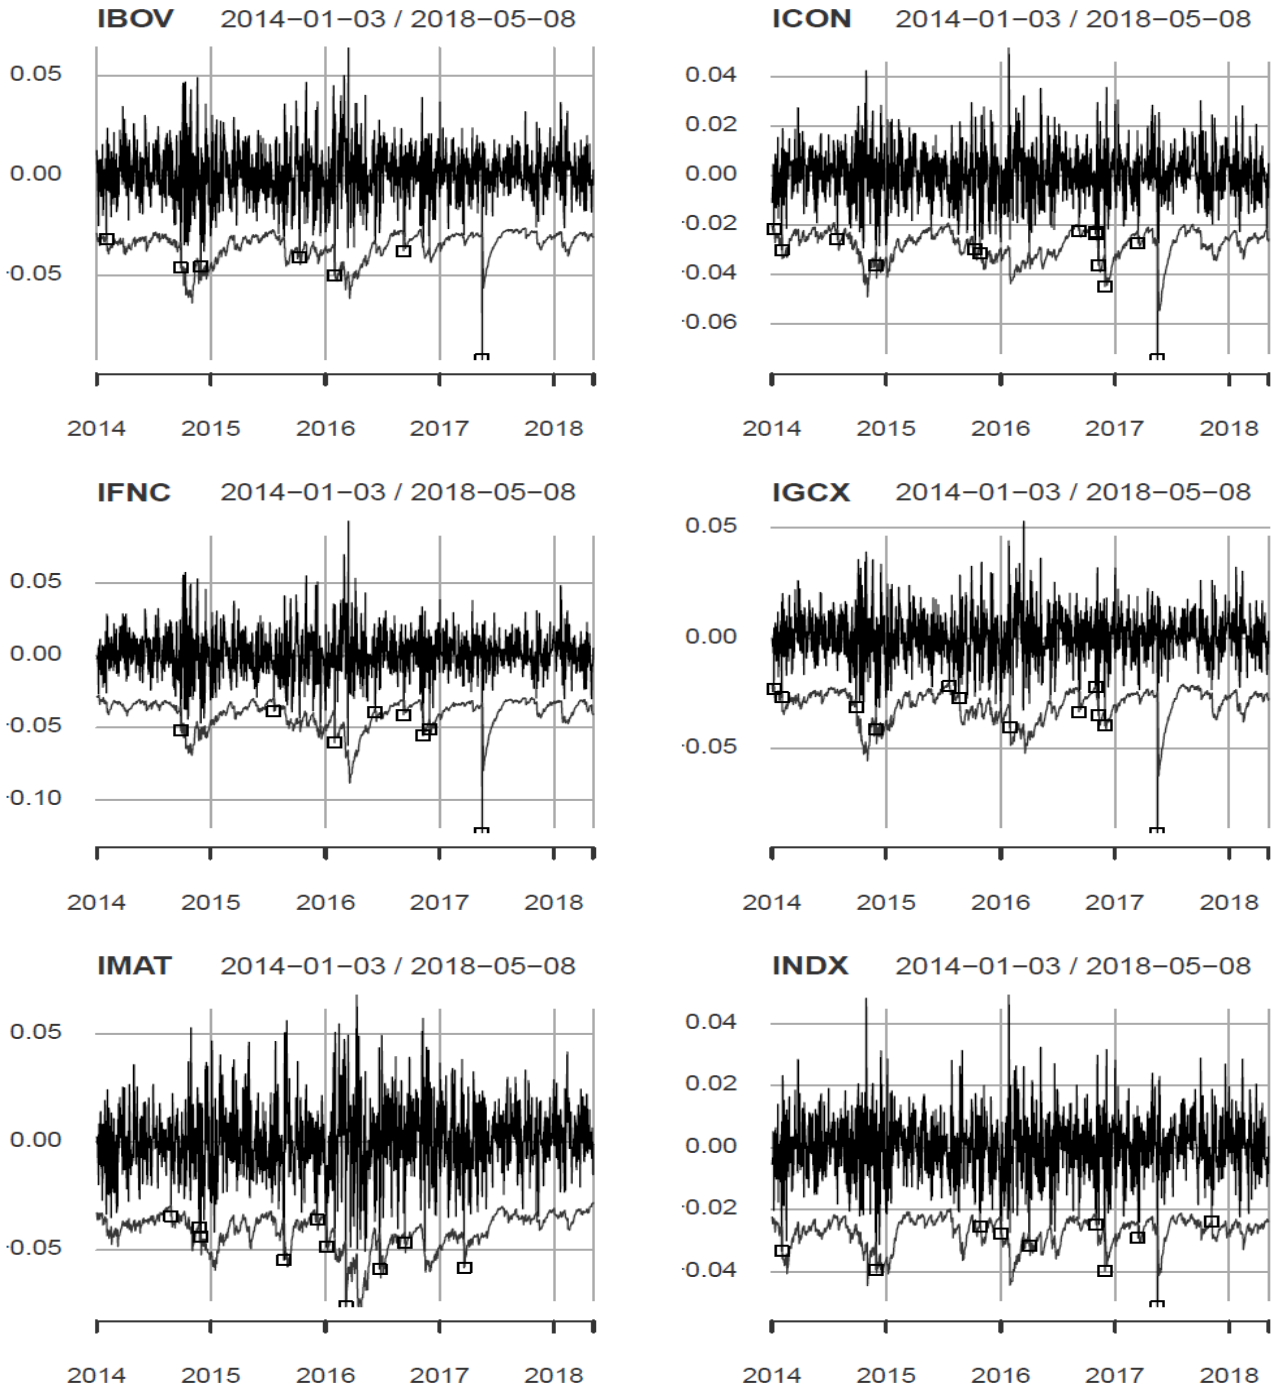 IBOV 2014−01−03 / 2018−05−08
0.05
0.00
-0.05
2014 2015 2016 2017 2018
ICON 2014−01−03 / 2018−05−08
0.04
0.02
0.00
-0.02
-0.04
-0.06
2014 2015 2016 2017 2018
IFNC 2014−01−03 / 2018−05−08
0.05
0.00
-0.05
-0.10
2014 2015 2016 2017 2018
IGCX 2014−01−03 / 2018−05−08
0.05
0.00
-0.05
2014 2015 2016 2017 2018
IMAT 2014−01−03 / 2018−05−08
0.05
0.00
-0.05
2014 2015 2016 2017 2018
INDX 2014−01−03 / 2018−05−08
0.04
0.02
0.00
-0.02
-0.04
2014 2015 2016 2017 2018